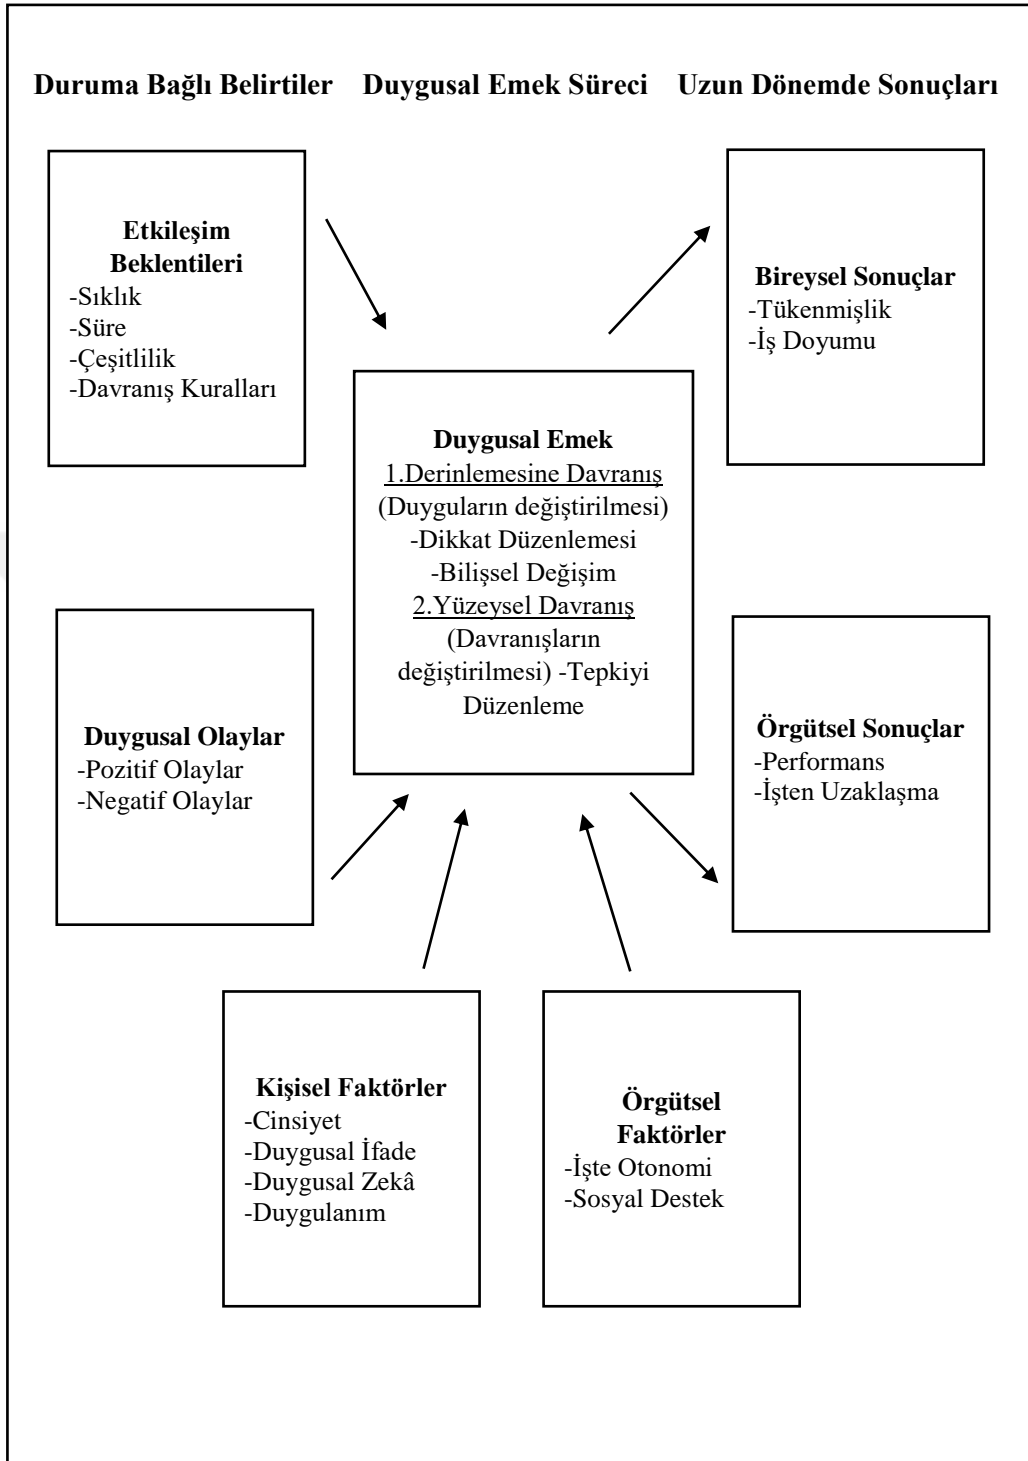 Duruma Bağlı Belirtiler Duygusal Emek Süreci Uzun Dönemde Sonuçları
Etkileşim
Beklentileri
-Sıklık
-Süre
-Çeşitlilik
-Davranış Kuralları
Bireysel Sonuçlar
-Tükenmişlik
-İş Doyumu
Duygusal Emek
1.Derinlemesine Davranış
(Duyguların değiştirilmesi)
-Dikkat Düzenlemesi
-Bilişsel Değişim
2.Yüzeysel Davranış
(Davranışların
değiştirilmesi) -Tepkiyi
Düzenleme
Duygusal Olaylar
-Pozitif Olaylar
-Negatif Olaylar
Örgütsel Sonuçlar
-Performans
-İşten Uzaklaşma
Kişisel Faktörler
-Cinsiyet
-Duygusal İfade
-Duygusal Zekâ
-Duygulanım
Örgütsel
Faktörler
-İşte Otonomi
-Sosyal Destek